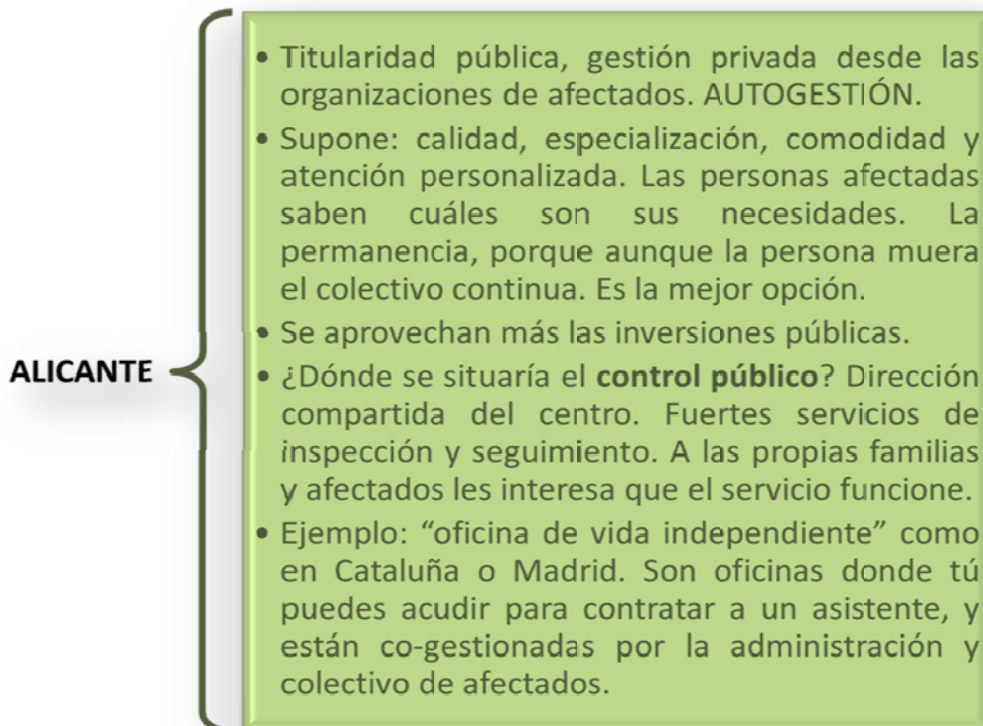 • Titularidad pública, gestión privada desde las
organizaciones de afectados. AUTOGESTIÓN.
• Supone: calidad, especialización, comodidad y
atención personalizada. Las personas afectadas
saben cuáles son sus necesidades. La
permanencia, porque aunque la persona muera
el colectivo continua. Es la mejor opción.
• Se aprovechan más las inversiones públicas.
ALICANTE
• ¿Dónde se situaría el control público? Dirección
compartida del centro. Fuertes servicios de
inspección y seguimiento. A las propias familias
y afectados les interesa que el servicio funcione.
• Ejemplo: “oficina de vida independiente” como
en Cataluña o Madrid. Son oficinas donde tú
puedes acudir para contratar a un asistente, y
están co-gestionadas por la administración y
colectivo de afectados.